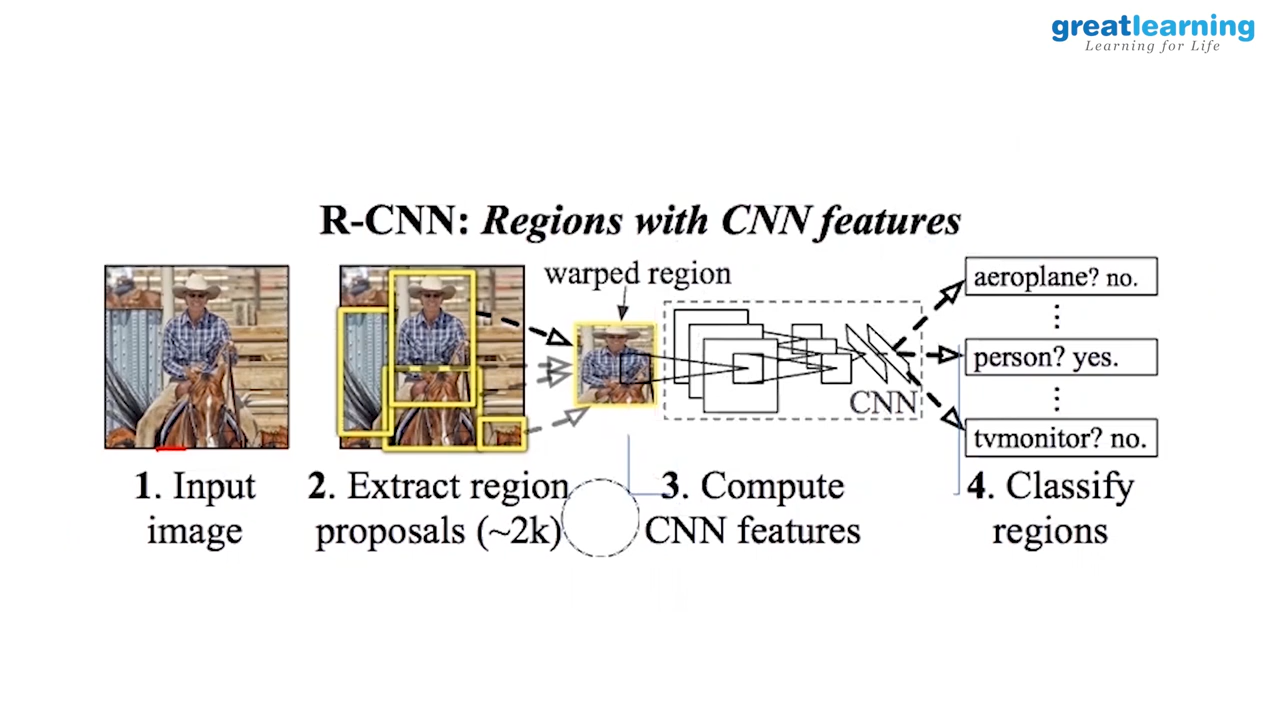 greatlearning
Learning for Life
R-CNN: Regions with CNN features
warped region
aeroplane? no.
person? yes.
tvmonitor? no.
CNN
1. Input
image
2. Extract region
proposals (~2k)
3. Compute
CNN features
4. Classify
regions